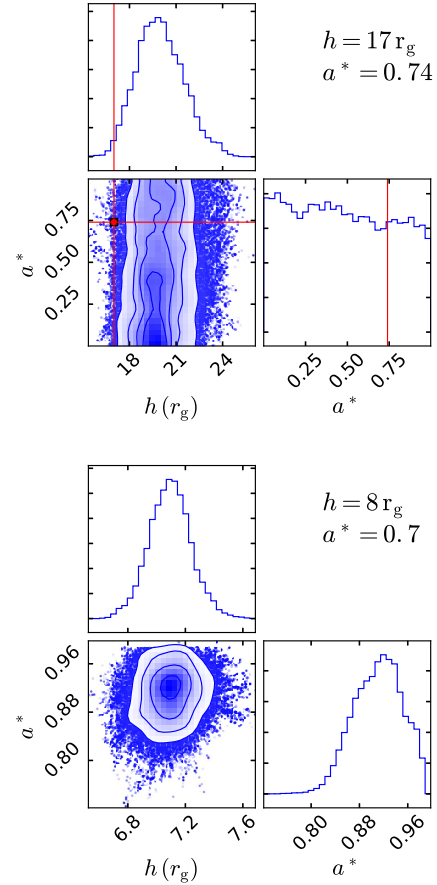 h = 17 r_g
a* = 0.74
0.75
0.50
0.25
a*
18
21
24
h (r_g)
0.25
0.50
0.75
a*
h = 8 r_g
a* = 0.7
0.96
0.88
0.80
a*
6.8
7.2
7.6
h (r_g)
0.80
0.88
0.96
a*